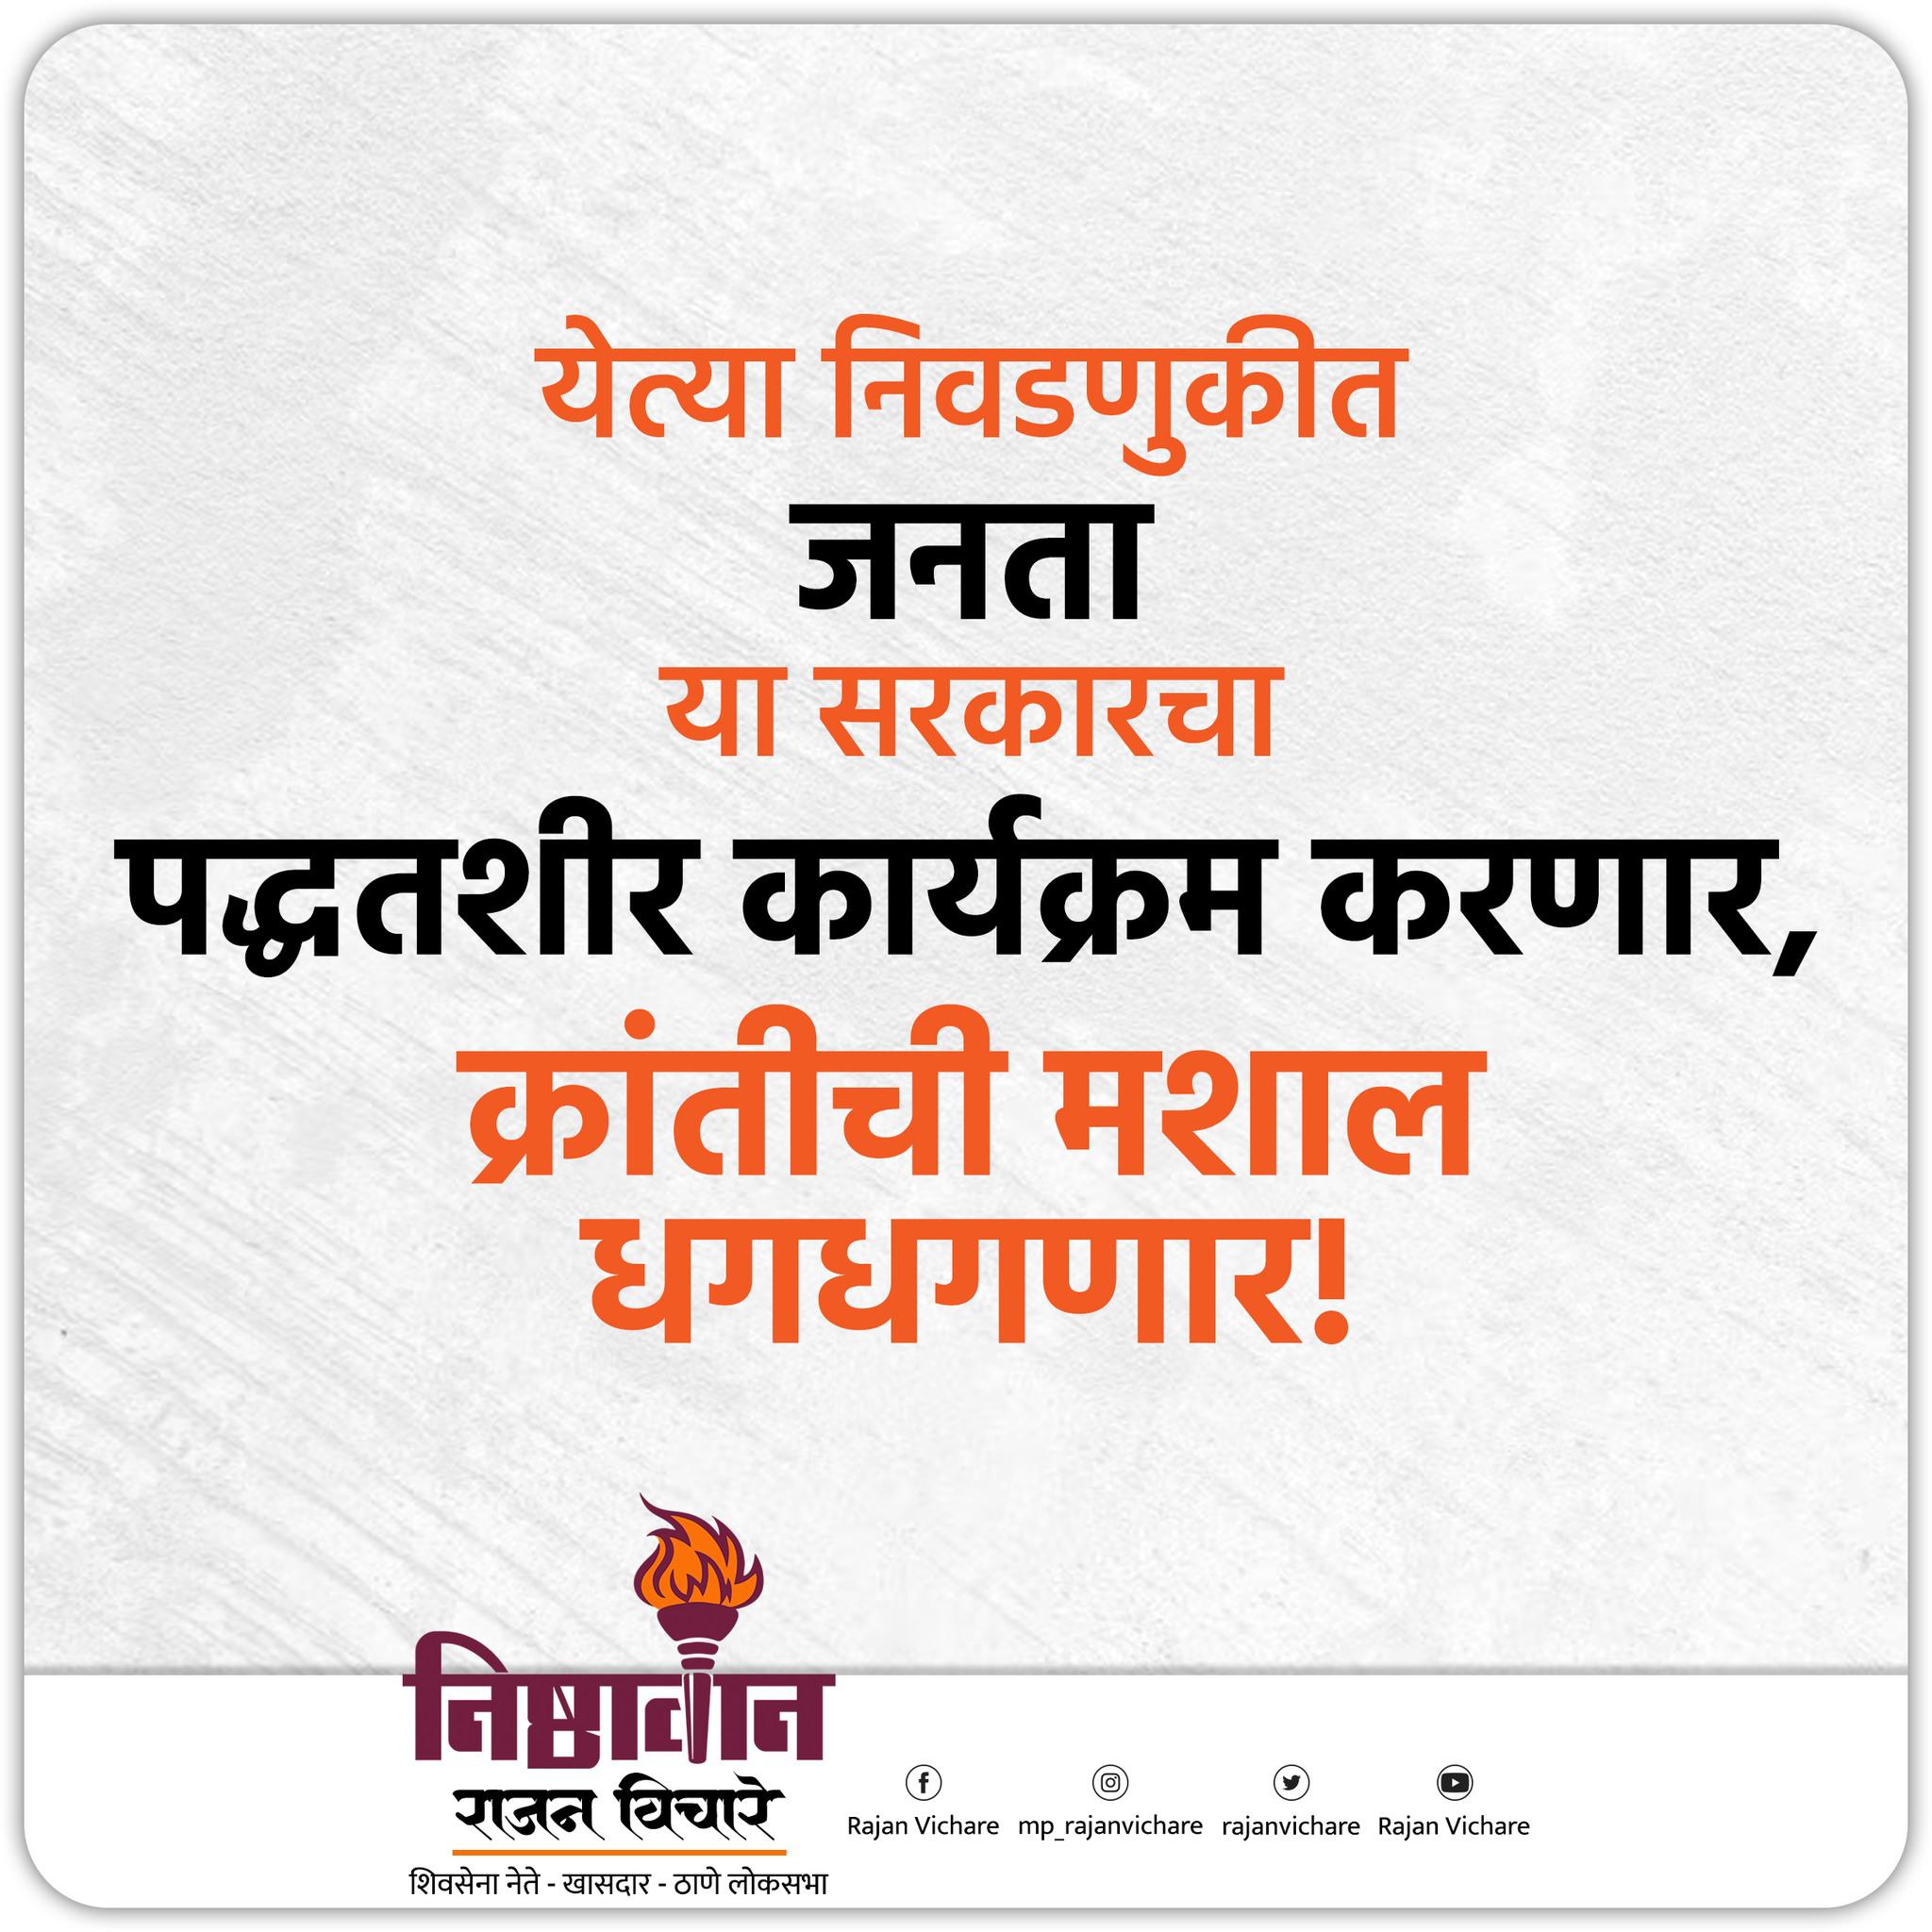 येत्या निवडणुकीत
जनता
या सरकारचा
पद्धतशीर कार्यक्रम करणार,
क्रांतीची मशाल
धगधगणार!
निष्ठावान
राजन विचारे
शिवसेना नेते - खासदार - ठाणे लोकसभा
Rajan Vichare mp_rajanvichare rajanvichare Rajan Vichare